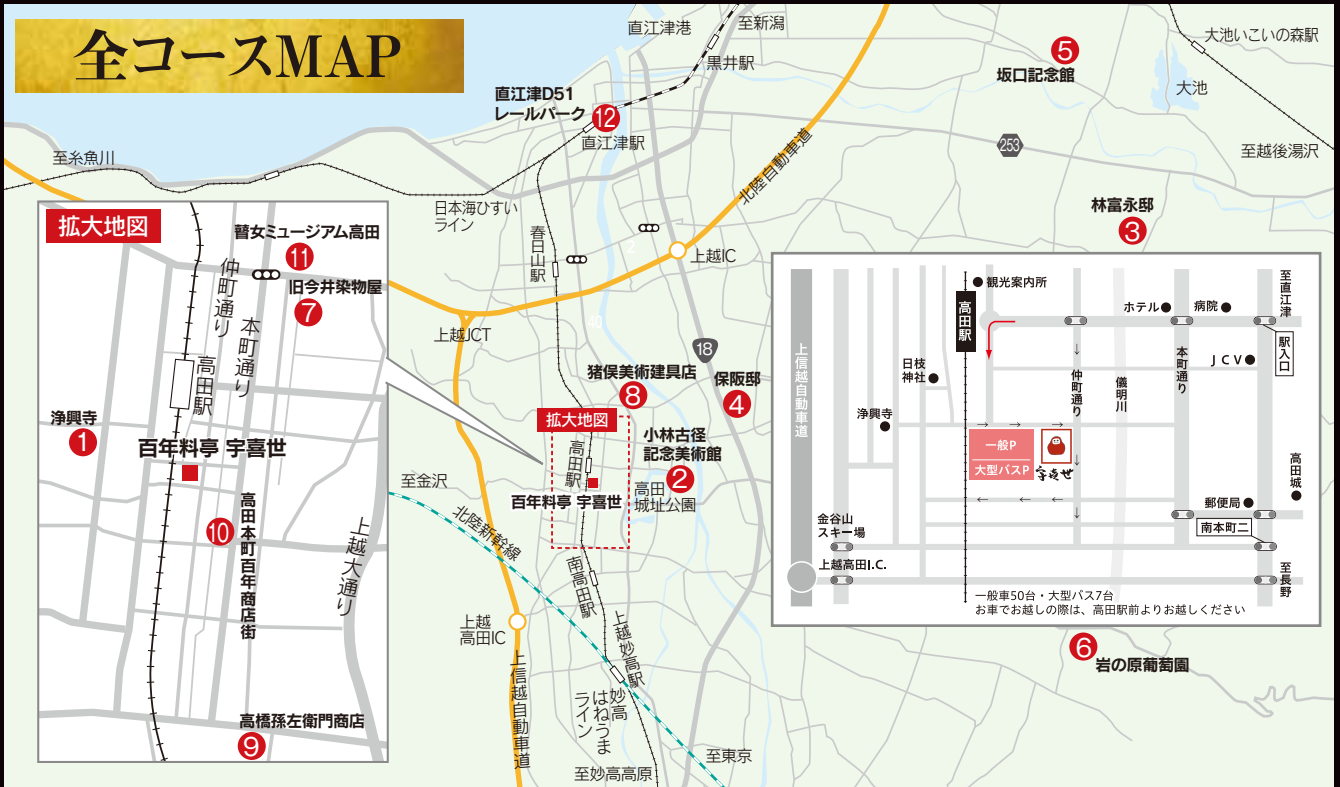 全コースMAP
直江津港
至新潟
黒井駅
⑤
坂口記念館
大池いこいの森駅
大池
直江津D51
レールパーク
⑫
直江津駅
253
至越後湯沢
至糸魚川
北陸自動車道
日本海ひすい
ライン
春日山駅
林富永邸
③
上越IC
上越JCT
18
猪俣美術建具店
⑧
保阪邸
④
拡大地図
小林古径
記念美術館
②
高田駅
高田
城址公園
百年料亭 宇喜世
至金沢
北陸新幹線
南高田駅
上越
高田IC
上信越自動車道
上越妙高駅
妙高
はねうま
ライン
至妙高高原
至東京
⑥
岩の原葡萄園
拡大地図
瞽女ミュージアム高田
⑪
旧今井染物屋
⑦
仲町通り
本町通り
高田駅
浄興寺
①
百年料亭 宇喜世
⑩
高田本町百年商店街
上越大通り
高橋孫左衛門商店
⑨
観光案内所
高田駅
ホテル
病院
至直江津
駅入口
JCV
上信越自動車道
日枝
神社
仲町通り
儀明川
本町通り
浄興寺
一般P
大型バスP
宇喜世
高田城
郵便局
南本町二
金谷山
スキー場
上越高田I.C.
至長野
一般車50台・大型バス7台
お車でお越しの際は、高田駅前よりお越しください
2
40